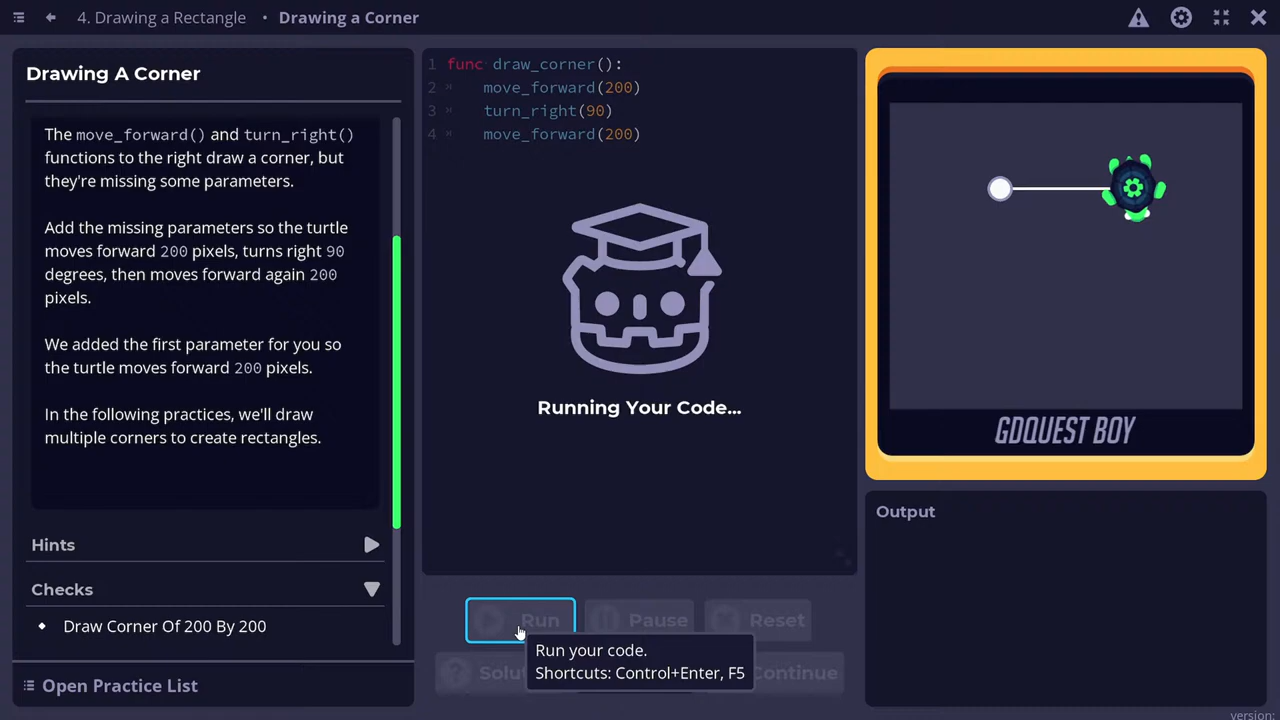 4. Drawing a Rectangle • Drawing a Corner
Drawing A Corner
The move_forward() and turn_right()
functions to the right draw a corner, but
they're missing some parameters.
Add the missing parameters so the turtle
moves forward 200 pixels, turns right 90
degrees, then moves forward again 200
pixels.
We added the first parameter for you so
the turtle moves forward 200 pixels.
In the following practices, we'll draw
multiple corners to create rectangles.
Hints
Checks
Draw Corner Of 200 By 200
Open Practice List
1 func draw_corner():
2 move_forward(200)
3 turn_right(90)
4 move_forward(200)
Running Your Code...
Run Pause Reset
Run your code.
Shortcuts: Control+Enter, F5
Continue
GDQUEST BOY
Output
version: